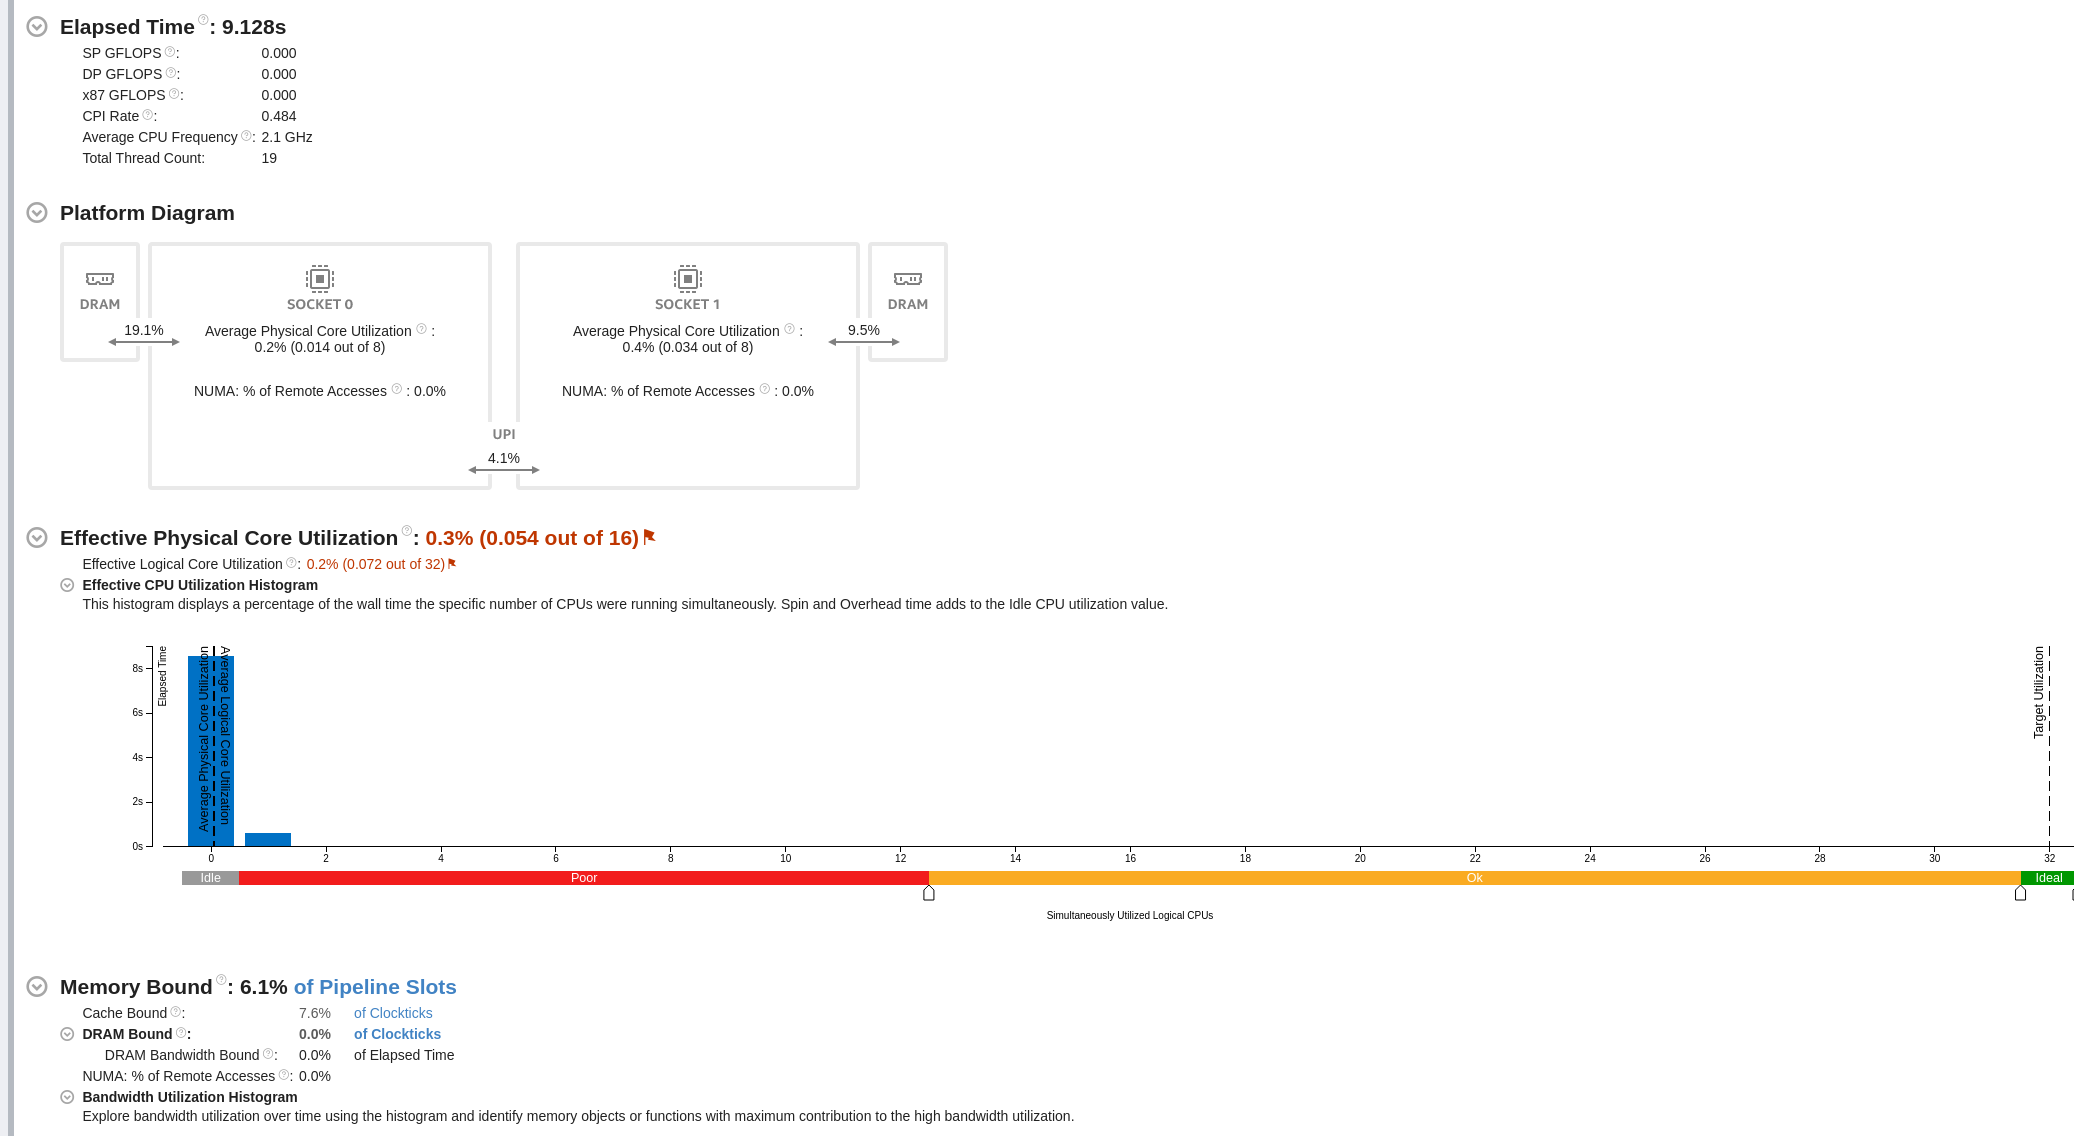 Elapsed Time ?: 9.128s
SP GFLOPS ?: 0.000
DP GFLOPS ?: 0.000
x87 GFLOPS ?: 0.000
CPI Rate ?: 0.484
Average CPU Frequency ?: 2.1 GHz
Total Thread Count: 19
Platform Diagram
DRAM
19.1%
SOCKET 0
Average Physical Core Utilization ? :
0.2% (0.014 out of 8)
NUMA: % of Remote Accesses ? : 0.0%
UPI
4.1%
SOCKET 1
Average Physical Core Utilization ? :
0.4% (0.034 out of 8)
NUMA: % of Remote Accesses ? : 0.0%
DRAM
9.5%
Effective Physical Core Utilization ?: 0.3% (0.054 out of 16)
Effective Logical Core Utilization ?: 0.2% (0.072 out of 32)
Effective CPU Utilization Histogram
This histogram displays a percentage of the wall time the specific number of CPUs were running simultaneously. Spin and Overhead time adds to the Idle CPU utilization value.
Elapsed Time
8s
6s
4s
2s
0s
Average Physical Core Utilization
Average Logical Core Utilization
Target Utilization
0 2 4 6 8 10 12 14 16 18 20 22 24 26 28 30 32
Idle Poor Ok Ideal
Simultaneously Utilized Logical CPUs
Memory Bound ?: 6.1% of Pipeline Slots
Cache Bound ?: 7.6% of Clockticks
DRAM Bound ?: 0.0% of Clockticks
DRAM Bandwidth Bound ?: 0.0% of Elapsed Time
NUMA: % of Remote Accesses ?: 0.0%
Bandwidth Utilization Histogram
Explore bandwidth utilization over time using the histogram and identify memory objects or functions with maximum contribution to the high bandwidth utilization.